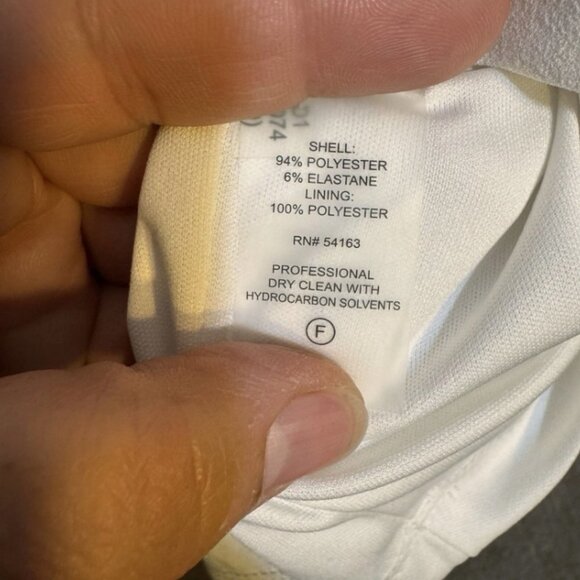 SHELL:
94% POLYESTER
6% ELASTANE
LINING:
100% POLYESTER
RN# 54163
PROFESSIONAL
DRY CLEAN WITH
HYDROCARBON SOLVENTS
F